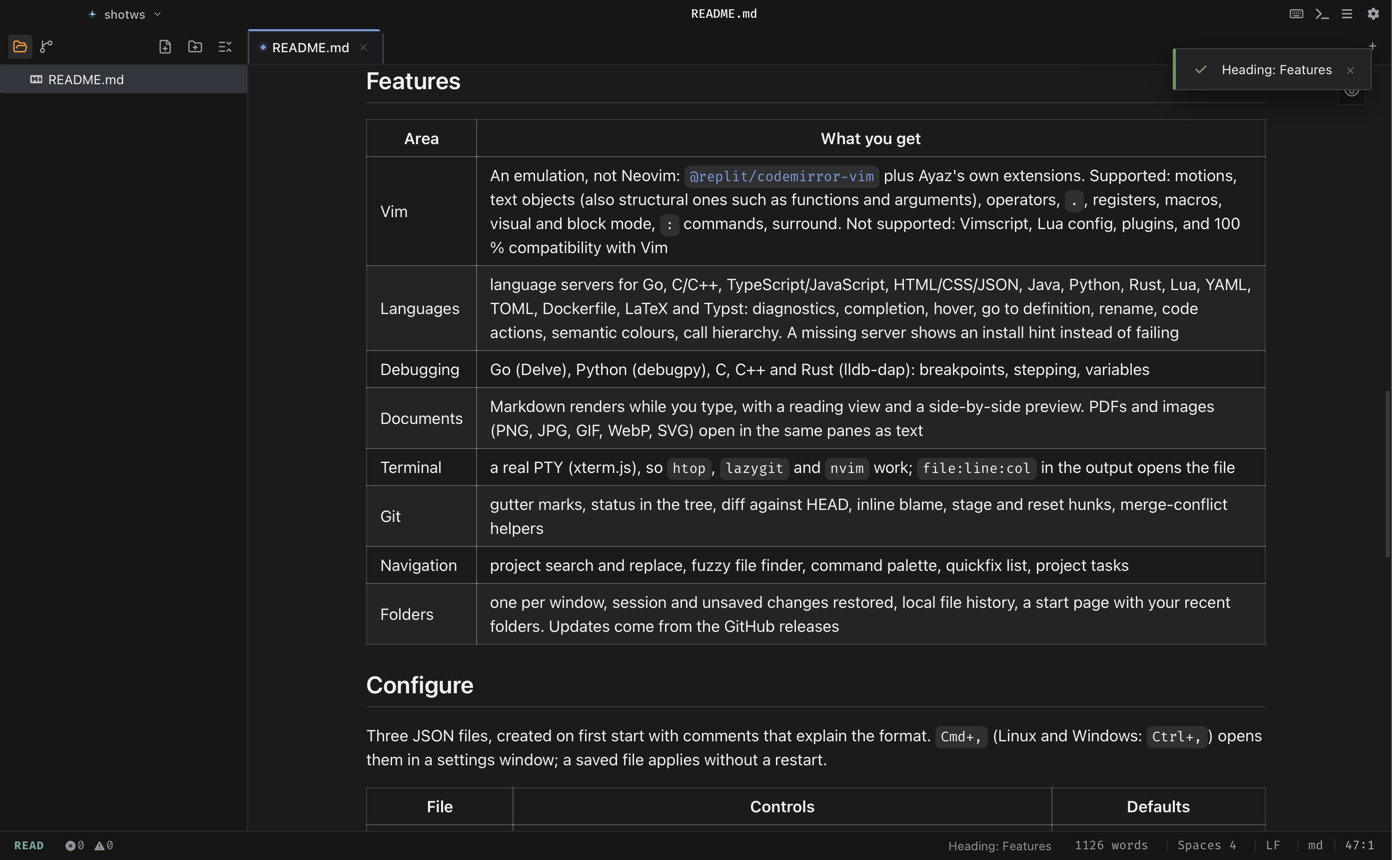 shotws
README.md
README.md
README.md
Heading: Features
Features
Area
What you get
Vim
An emulation, not Neovim: @replit/codemirror-vim plus Ayaz's own extensions. Supported: motions,
text objects (also structural ones such as functions and arguments), operators, ., registers, macros,
visual and block mode, : commands, surround. Not supported: Vimscript, Lua config, plugins, and 100
% compatibility with Vim
Languages
language servers for Go, C/C++, TypeScript/JavaScript, HTML/CSS/JSON, Java, Python, Rust, Lua, YAML,
TOML, Dockerfile, LaTeX and Typst: diagnostics, completion, hover, go to definition, rename, code
actions, semantic colours, call hierarchy. A missing server shows an install hint instead of failing
Debugging
Go (Delve), Python (debugpy), C, C++ and Rust (lldb-dap): breakpoints, stepping, variables
Documents
Markdown renders while you type, with a reading view and a side-by-side preview. PDFs and images
(PNG, JPG, GIF, WebP, SVG) open in the same panes as text
Terminal
a real PTY (xterm.js), so htop, lazygit and nvim work; file:line:col in the output opens the file
Git
gutter marks, status in the tree, diff against HEAD, inline blame, stage and reset hunks, merge-conflict
helpers
Navigation
project search and replace, fuzzy file finder, command palette, quickfix list, project tasks
Folders
one per window, session and unsaved changes restored, local file history, a start page with your recent
folders. Updates come from the GitHub releases
Configure
Three JSON files, created on first start with comments that explain the format. Cmd+, (Linux and Windows: Ctrl+,) opens
them in a settings window; a saved file applies without a restart.
File
Controls
Defaults
READ
0
0
Heading: Features
1126 words
Spaces 4
LF
md
47:1